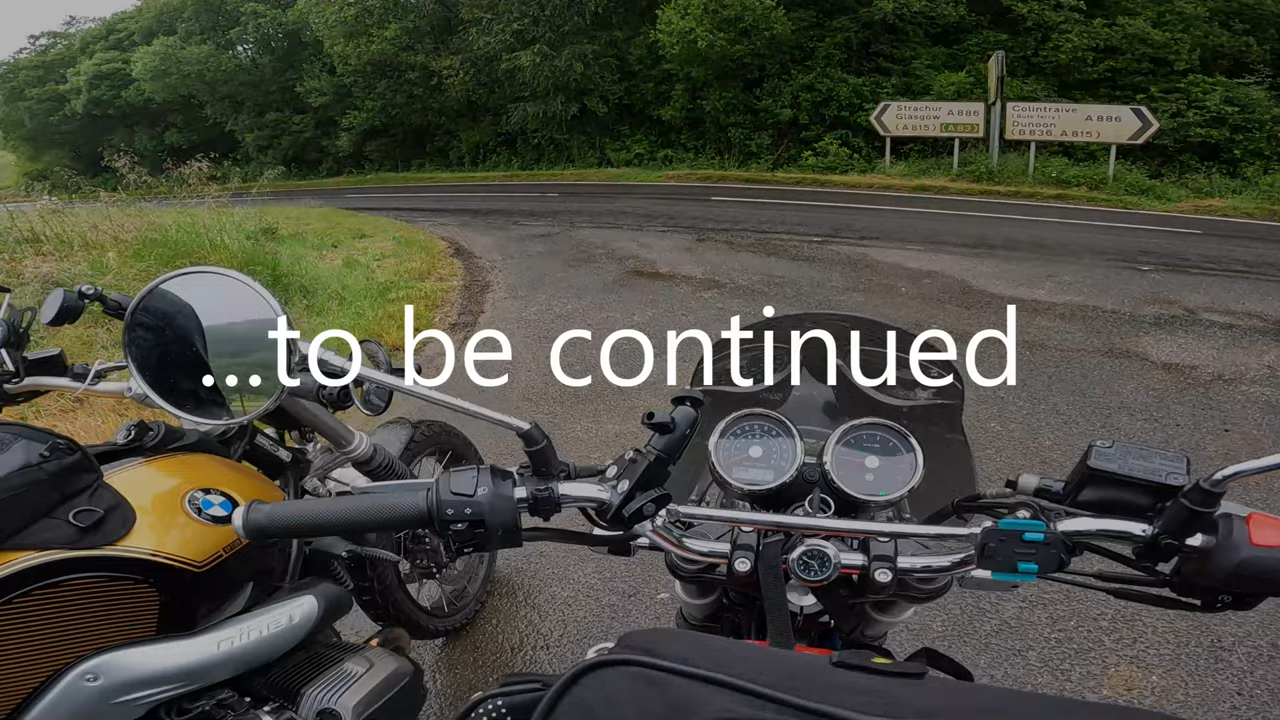 Strachur A886
Glasgow
(A815) (A83)
Colintraive
(Bute ferry) A886
Dunoon
(B836, A815)
...to be continued
BMW
nineT